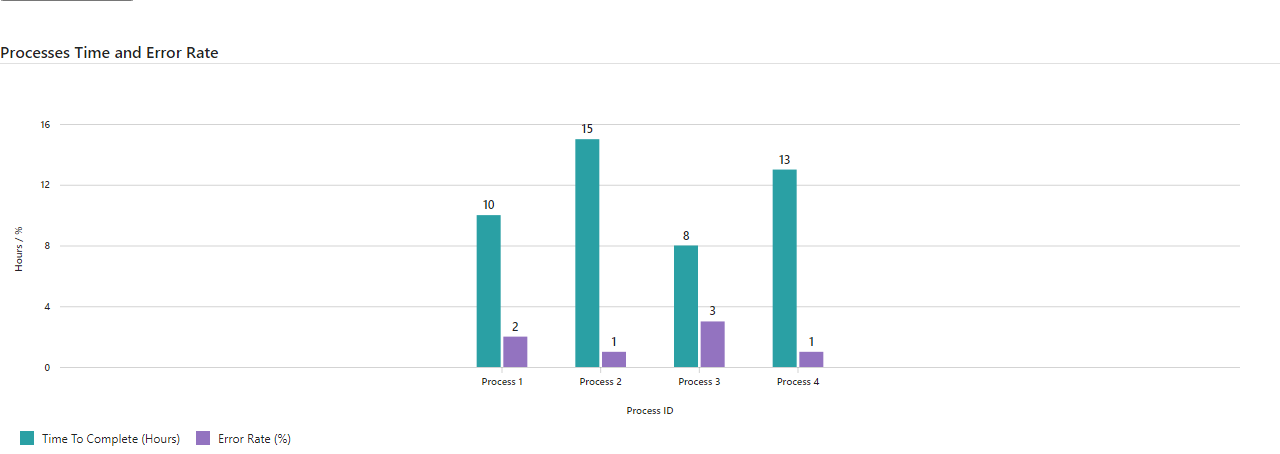 Processes Time and Error Rate
16
15
13
12
10
8
8
Hours / %
4
3
2
1
1
0
Process 1 Process 2 Process 3 Process 4
Process ID
Time To Complete (Hours) Error Rate (%)